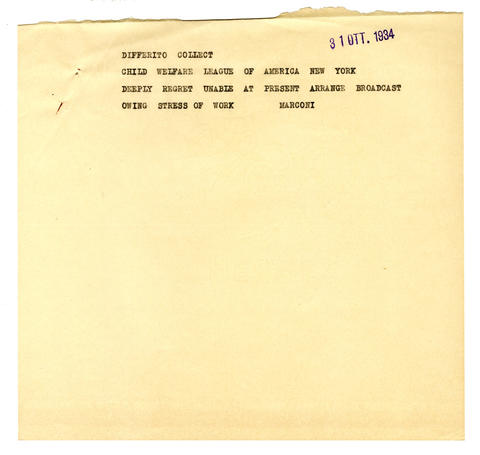 31 OTT. 1934
DIFFERITO COLLECT
CHILD WELFARE LEAGUE OF AMERICA NEW YORK
DEEPLY REGRET UNABLE AT PRESENT ARRANGE BROADCAST
OWING STRESS OF WORK MARCONI